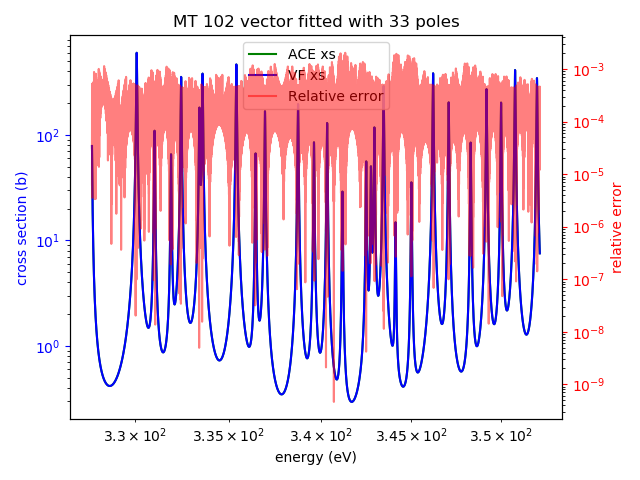 MT 102 vector fitted with 33 poles
ACE xs
VF xs
Relative error
cross section (b)
10²
10¹
10⁰
relative error
10⁻³
10⁻⁴
10⁻⁵
10⁻⁶
10⁻⁷
10⁻⁸
10⁻⁹
3.3 × 10²
3.35 × 10²
3.4 × 10²
3.45 × 10²
3.5 × 10²
energy (eV)